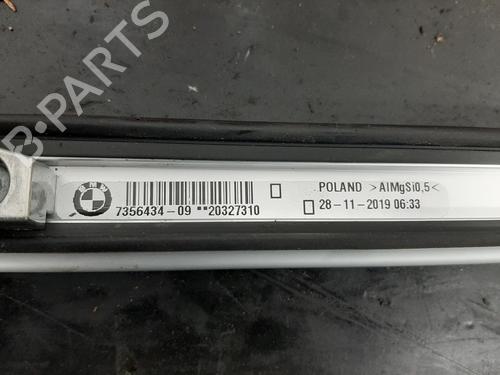 B-PARTS
BMW
POLAND >AlMgSi0,5<
7356434-09 **20327310
28-11-2019 06:33